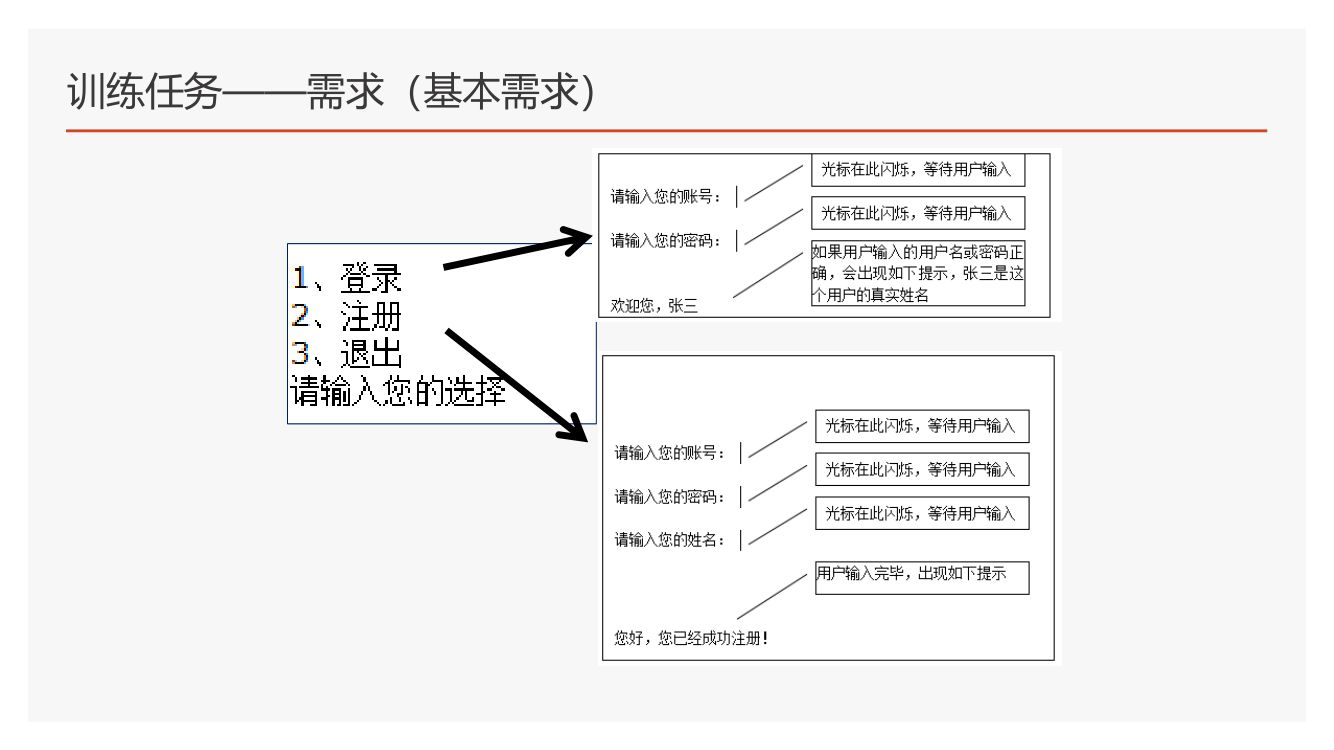 训练任务——需求（基本需求）
1、登录
2、注册
3、退出
请输入您的选择
光标在此闪烁，等待用户输入
请输入您的账号：
光标在此闪烁，等待用户输入
请输入您的密码：
如果用户输入的用户名或密码正
确，会出现如下提示，张三是这
个用户的真实姓名
欢迎您，张三
光标在此闪烁，等待用户输入
请输入您的账号：
光标在此闪烁，等待用户输入
请输入您的密码：
光标在此闪烁，等待用户输入
请输入您的姓名：
用户输入完毕，出现如下提示
您好，您已经成功注册！